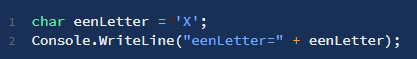 1 char eenLetter = 'X';
2 Console.WriteLine("eenLetter=" + eenLetter);